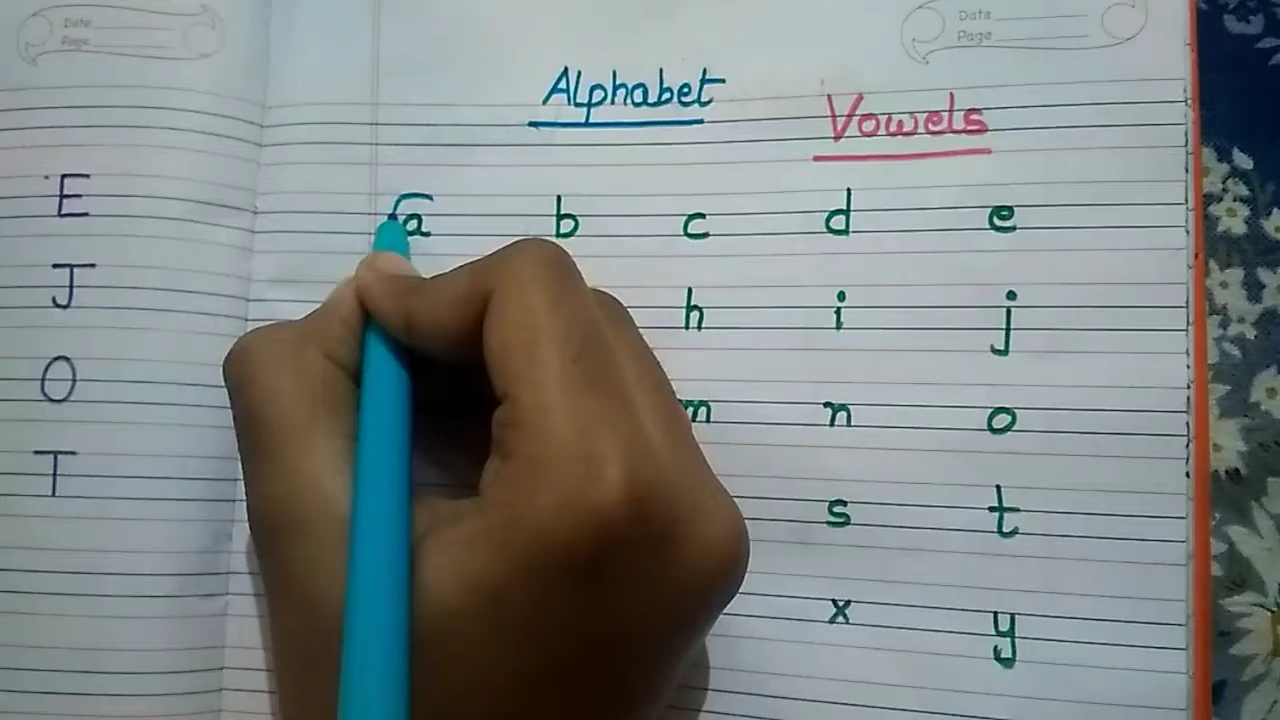 Date
Page
Date
Page
Alphabet
Vowels
E
J
O
T
a b c d e
h i j
m n o
s t
x y